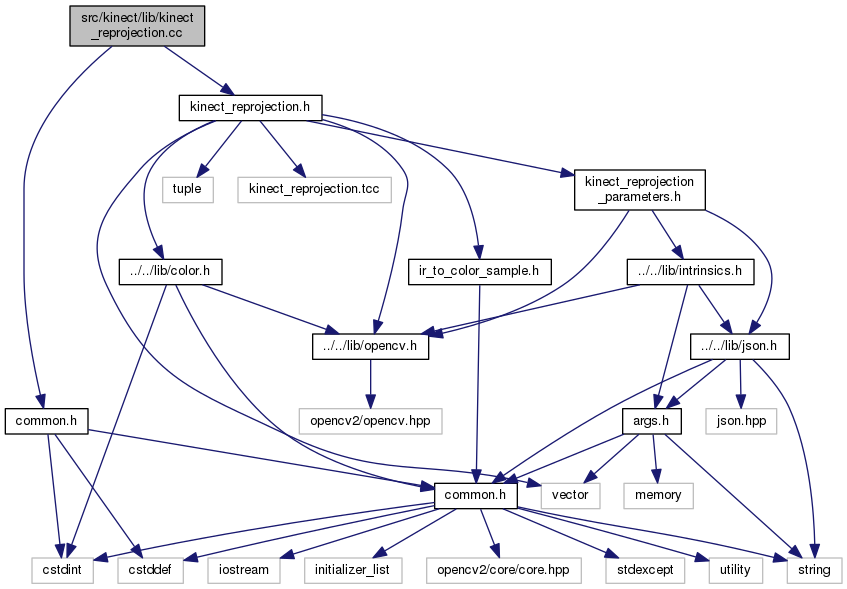 src/kinect/lib/kinect
_reprojection.cc
kinect_reprojection.h
tuple
kinect_reprojection.tcc
kinect_reprojection
_parameters.h
../../lib/color.h
ir_to_color_sample.h
../../lib/intrinsics.h
../../lib/opencv.h
../../lib/json.h
common.h
opencv2/opencv.hpp
args.h
json.hpp
common.h
vector
memory
cstdint
cstddef
iostream
initializer_list
opencv2/core/core.hpp
stdexcept
utility
string